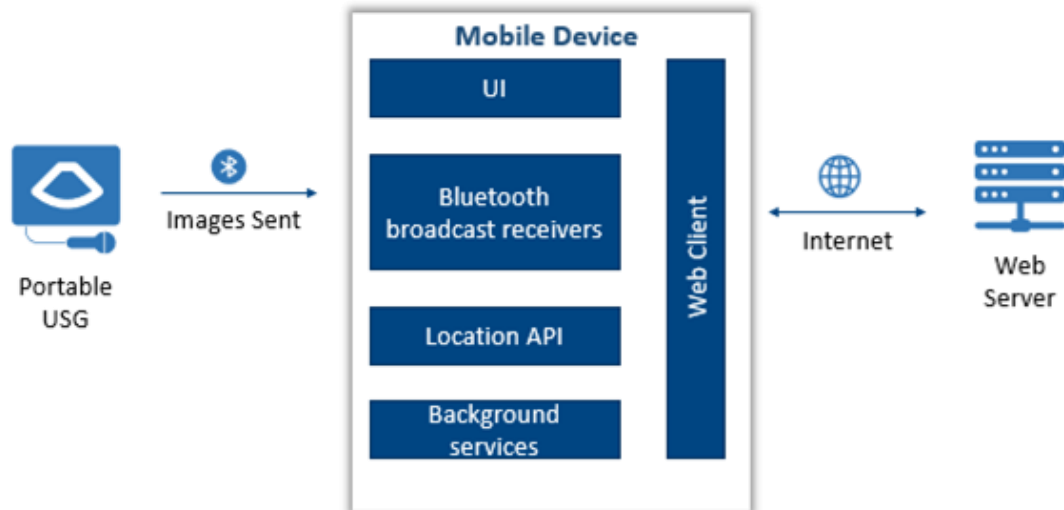 Mobile Device
UI
Bluetooth
broadcast receivers
Location API
Background
services
Web Client
Images Sent
Portable
USG
Internet
Web
Server